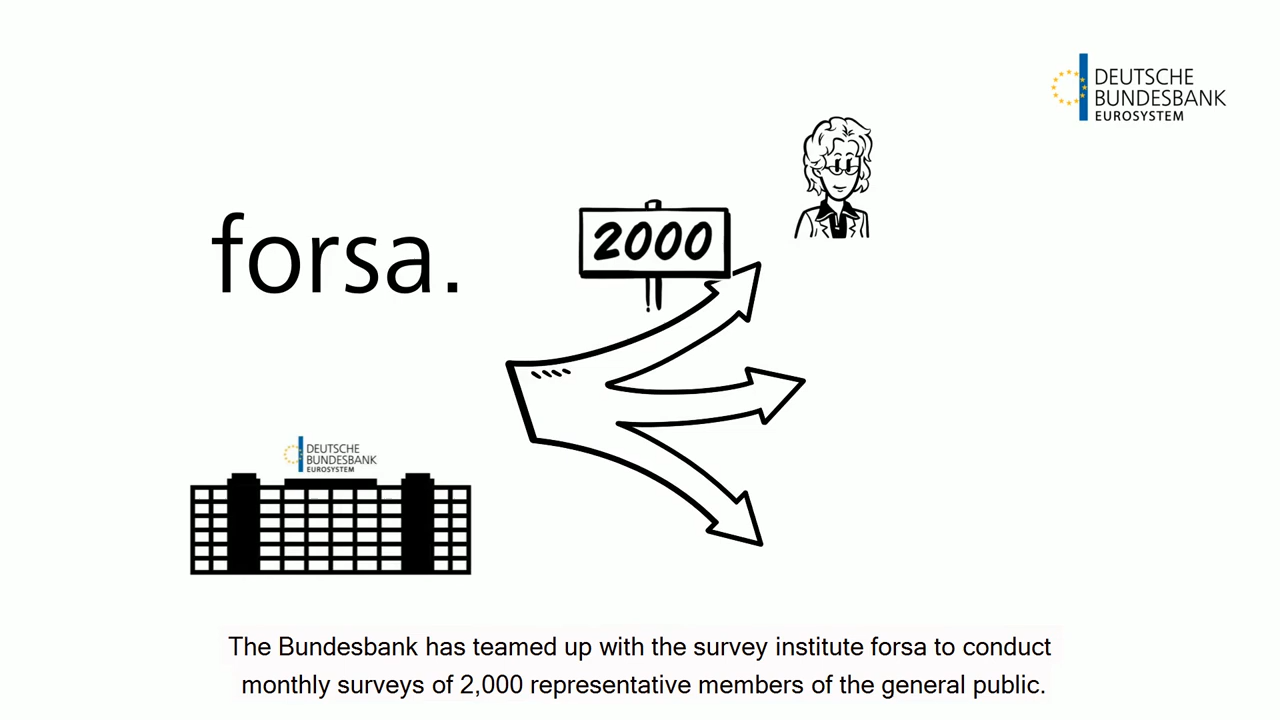 DEUTSCHE
BUNDESBANK
EUROSYSTEM
forsa.
2000
DEUTSCHE
BUNDESBANK
EUROSYSTEM
The Bundesbank has teamed up with the survey institute forsa to conduct
monthly surveys of 2,000 representative members of the general public.